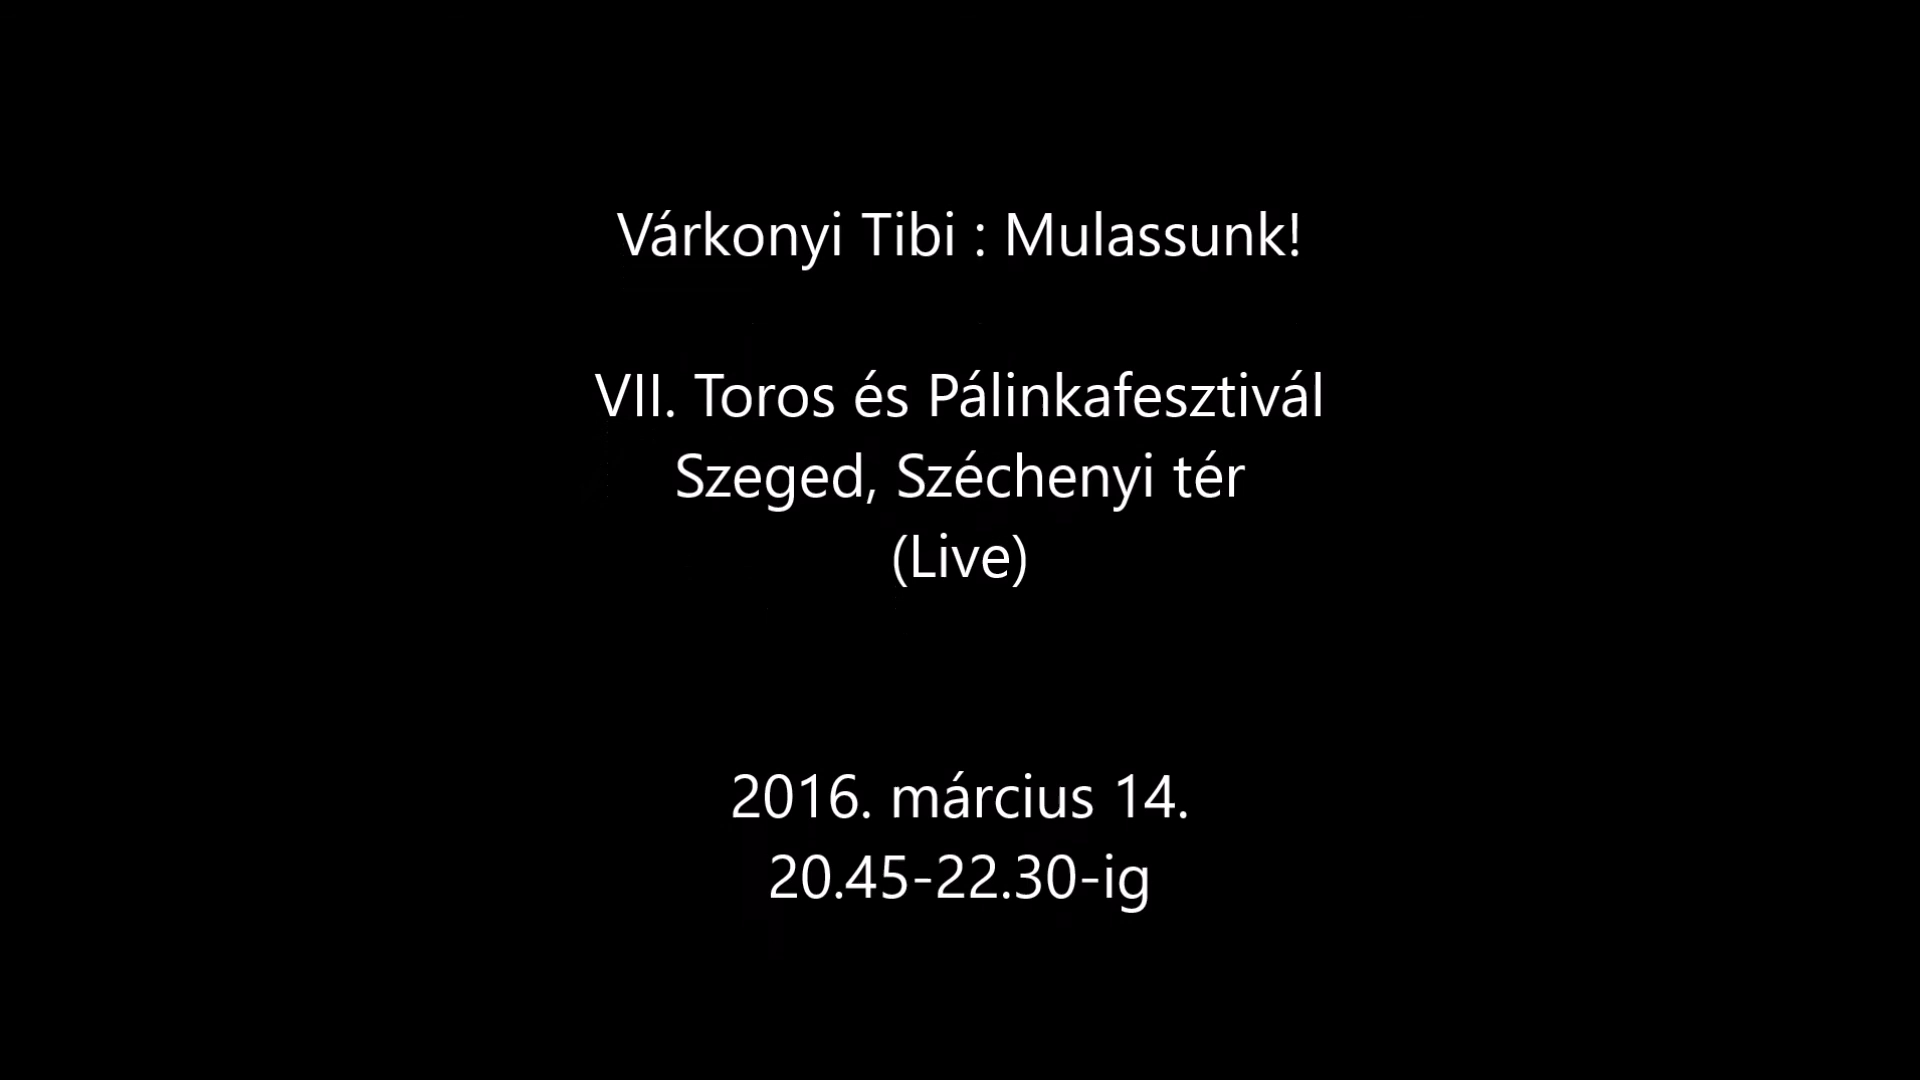 Várkonyi Tibi : Mulassunk!
VII. Toros és Pálinkafesztivál
Szeged, Széchenyi tér
(Live)
2016. március 14.
20.45-22.30-ig